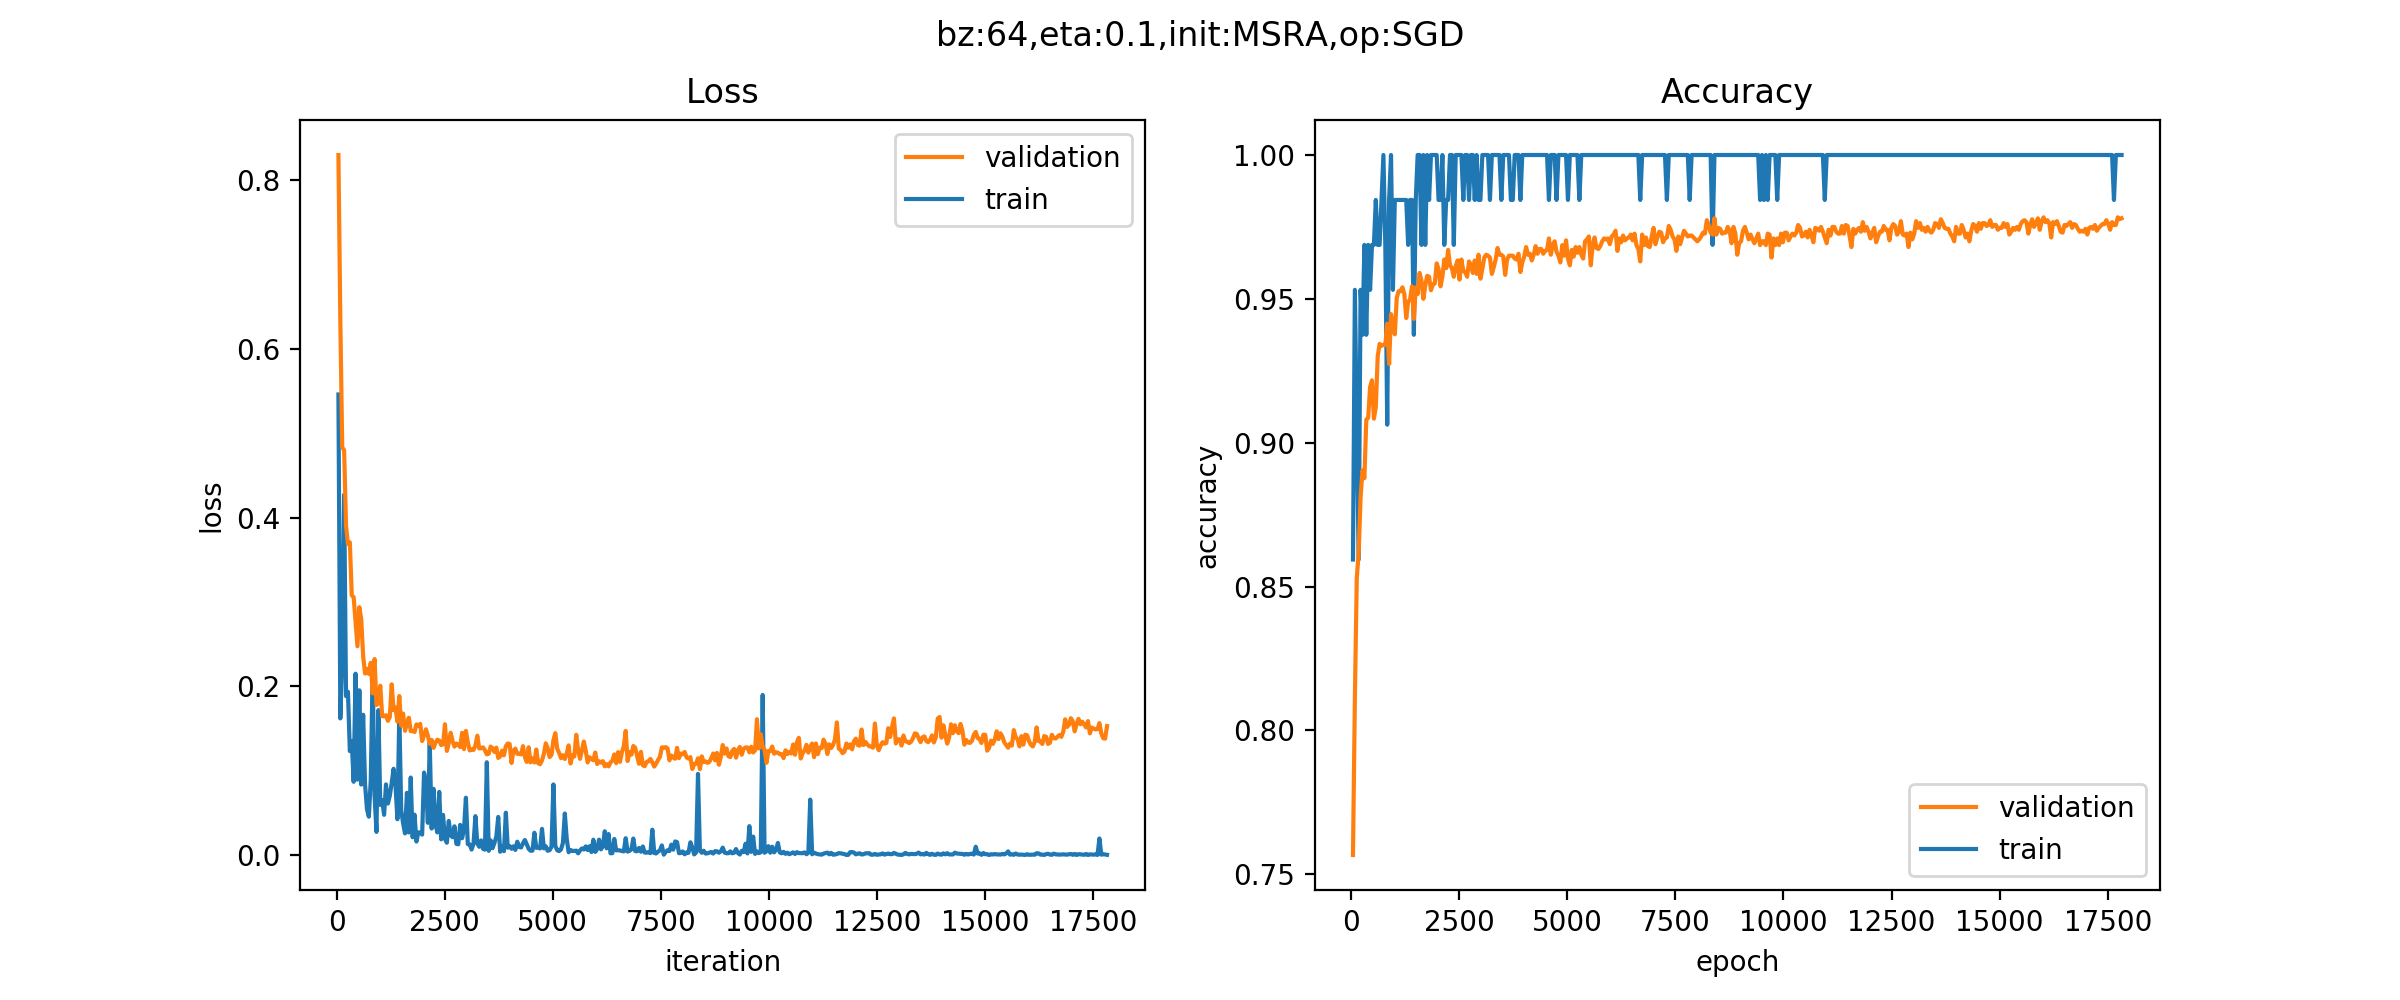 bz:64,eta:0.1,init:MSRA,op:SGD
Loss
validation
train
0.8
0.6
0.4
0.2
0.0
loss
0 2500 5000 7500 10000 12500 15000 17500
iteration
Accuracy
1.00
0.95
0.90
0.85
0.80
0.75
accuracy
validation
train
0 2500 5000 7500 10000 12500 15000 17500
epoch